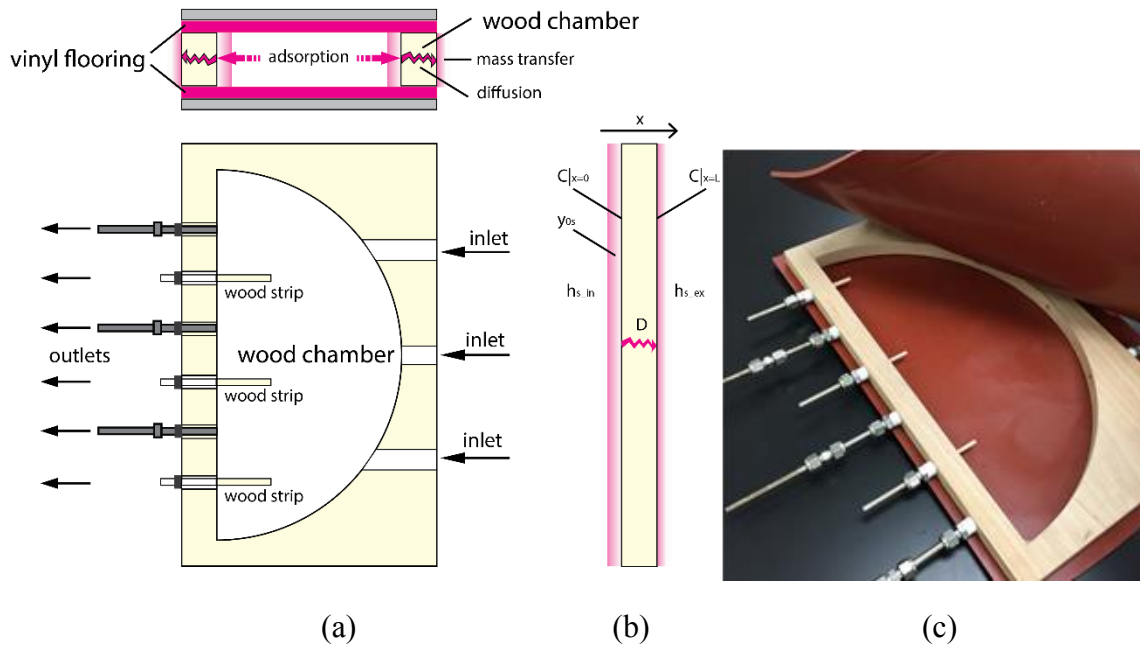 wood chamber
vinyl flooring
adsorption
mass transfer
diffusion
inlet
wood strip
outlets
wood chamber
inlet
wood strip
inlet
wood strip
x
C|x=0
C|x=L
y0s
hs_in
hs_ex
D
(a)
(b)
(c)